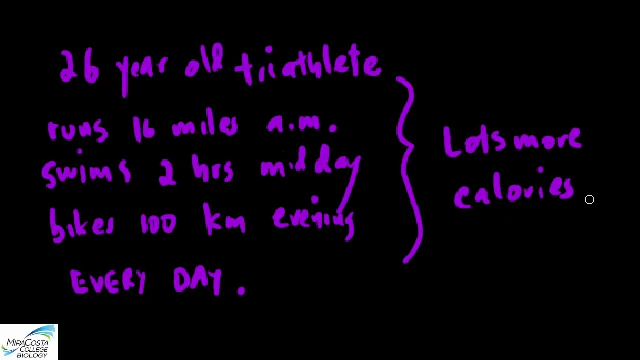 26 year old triathlete
runs 16 miles a.m.
swims 2 hrs midday
bikes 100 km evening
EVERY DAY.
Lots more
calories
MIRACOSTA
COLLEGE
BIOLOGY